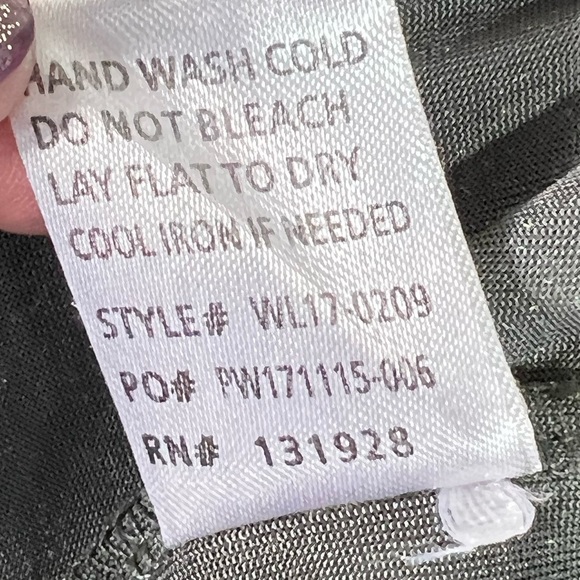 HAND WASH COLD
DO NOT BLEACH
LAY FLAT TO DRY
COOL IRON IF NEEDED
STYLE# WL17-0209
PO# PW171115-006
RN# 131928